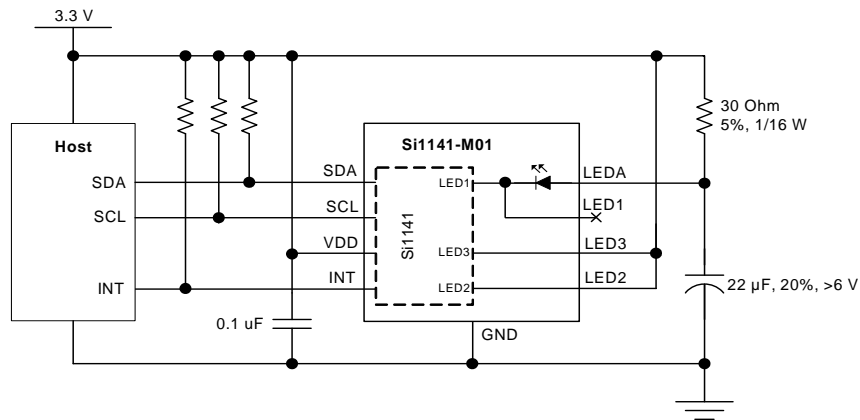 3.3 V
30 Ohm
5%, 1/16 W
Host
Si1141-M01
SDA
SDA
LED1
LEDA
SCL
SCL
LED1
Si1141
VDD
LED3
LED3
INT
INT
LED2
LED2
22 µF, 20%, >6 V
0.1 uF
GND